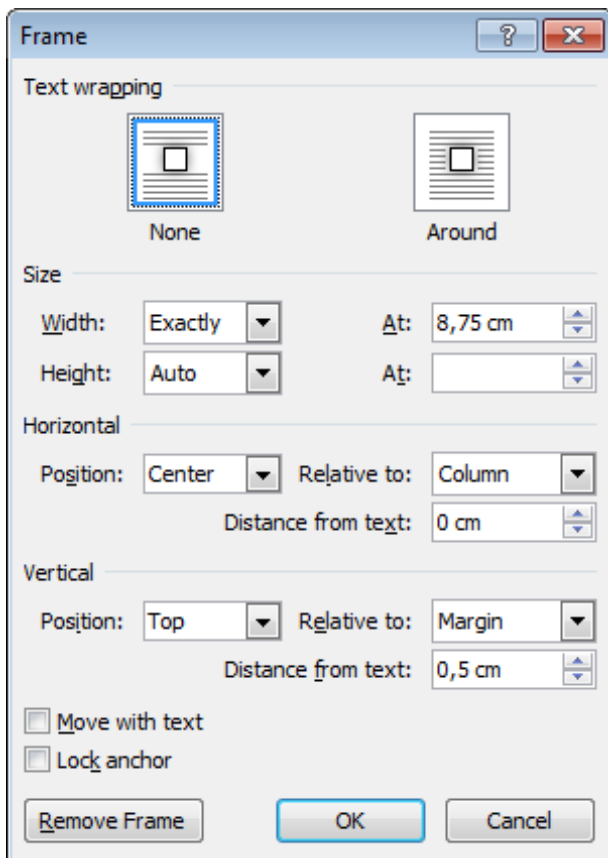 Frame
Text wrapping
None Around
Size
Width: Exactly At: 8,75 cm
Height: Auto At:
Horizontal
Position: Center Relative to: Column
Distance from text: 0 cm
Vertical
Position: Top Relative to: Margin
Distance from text: 0,5 cm
Move with text
Lock anchor
Remove Frame OK Cancel